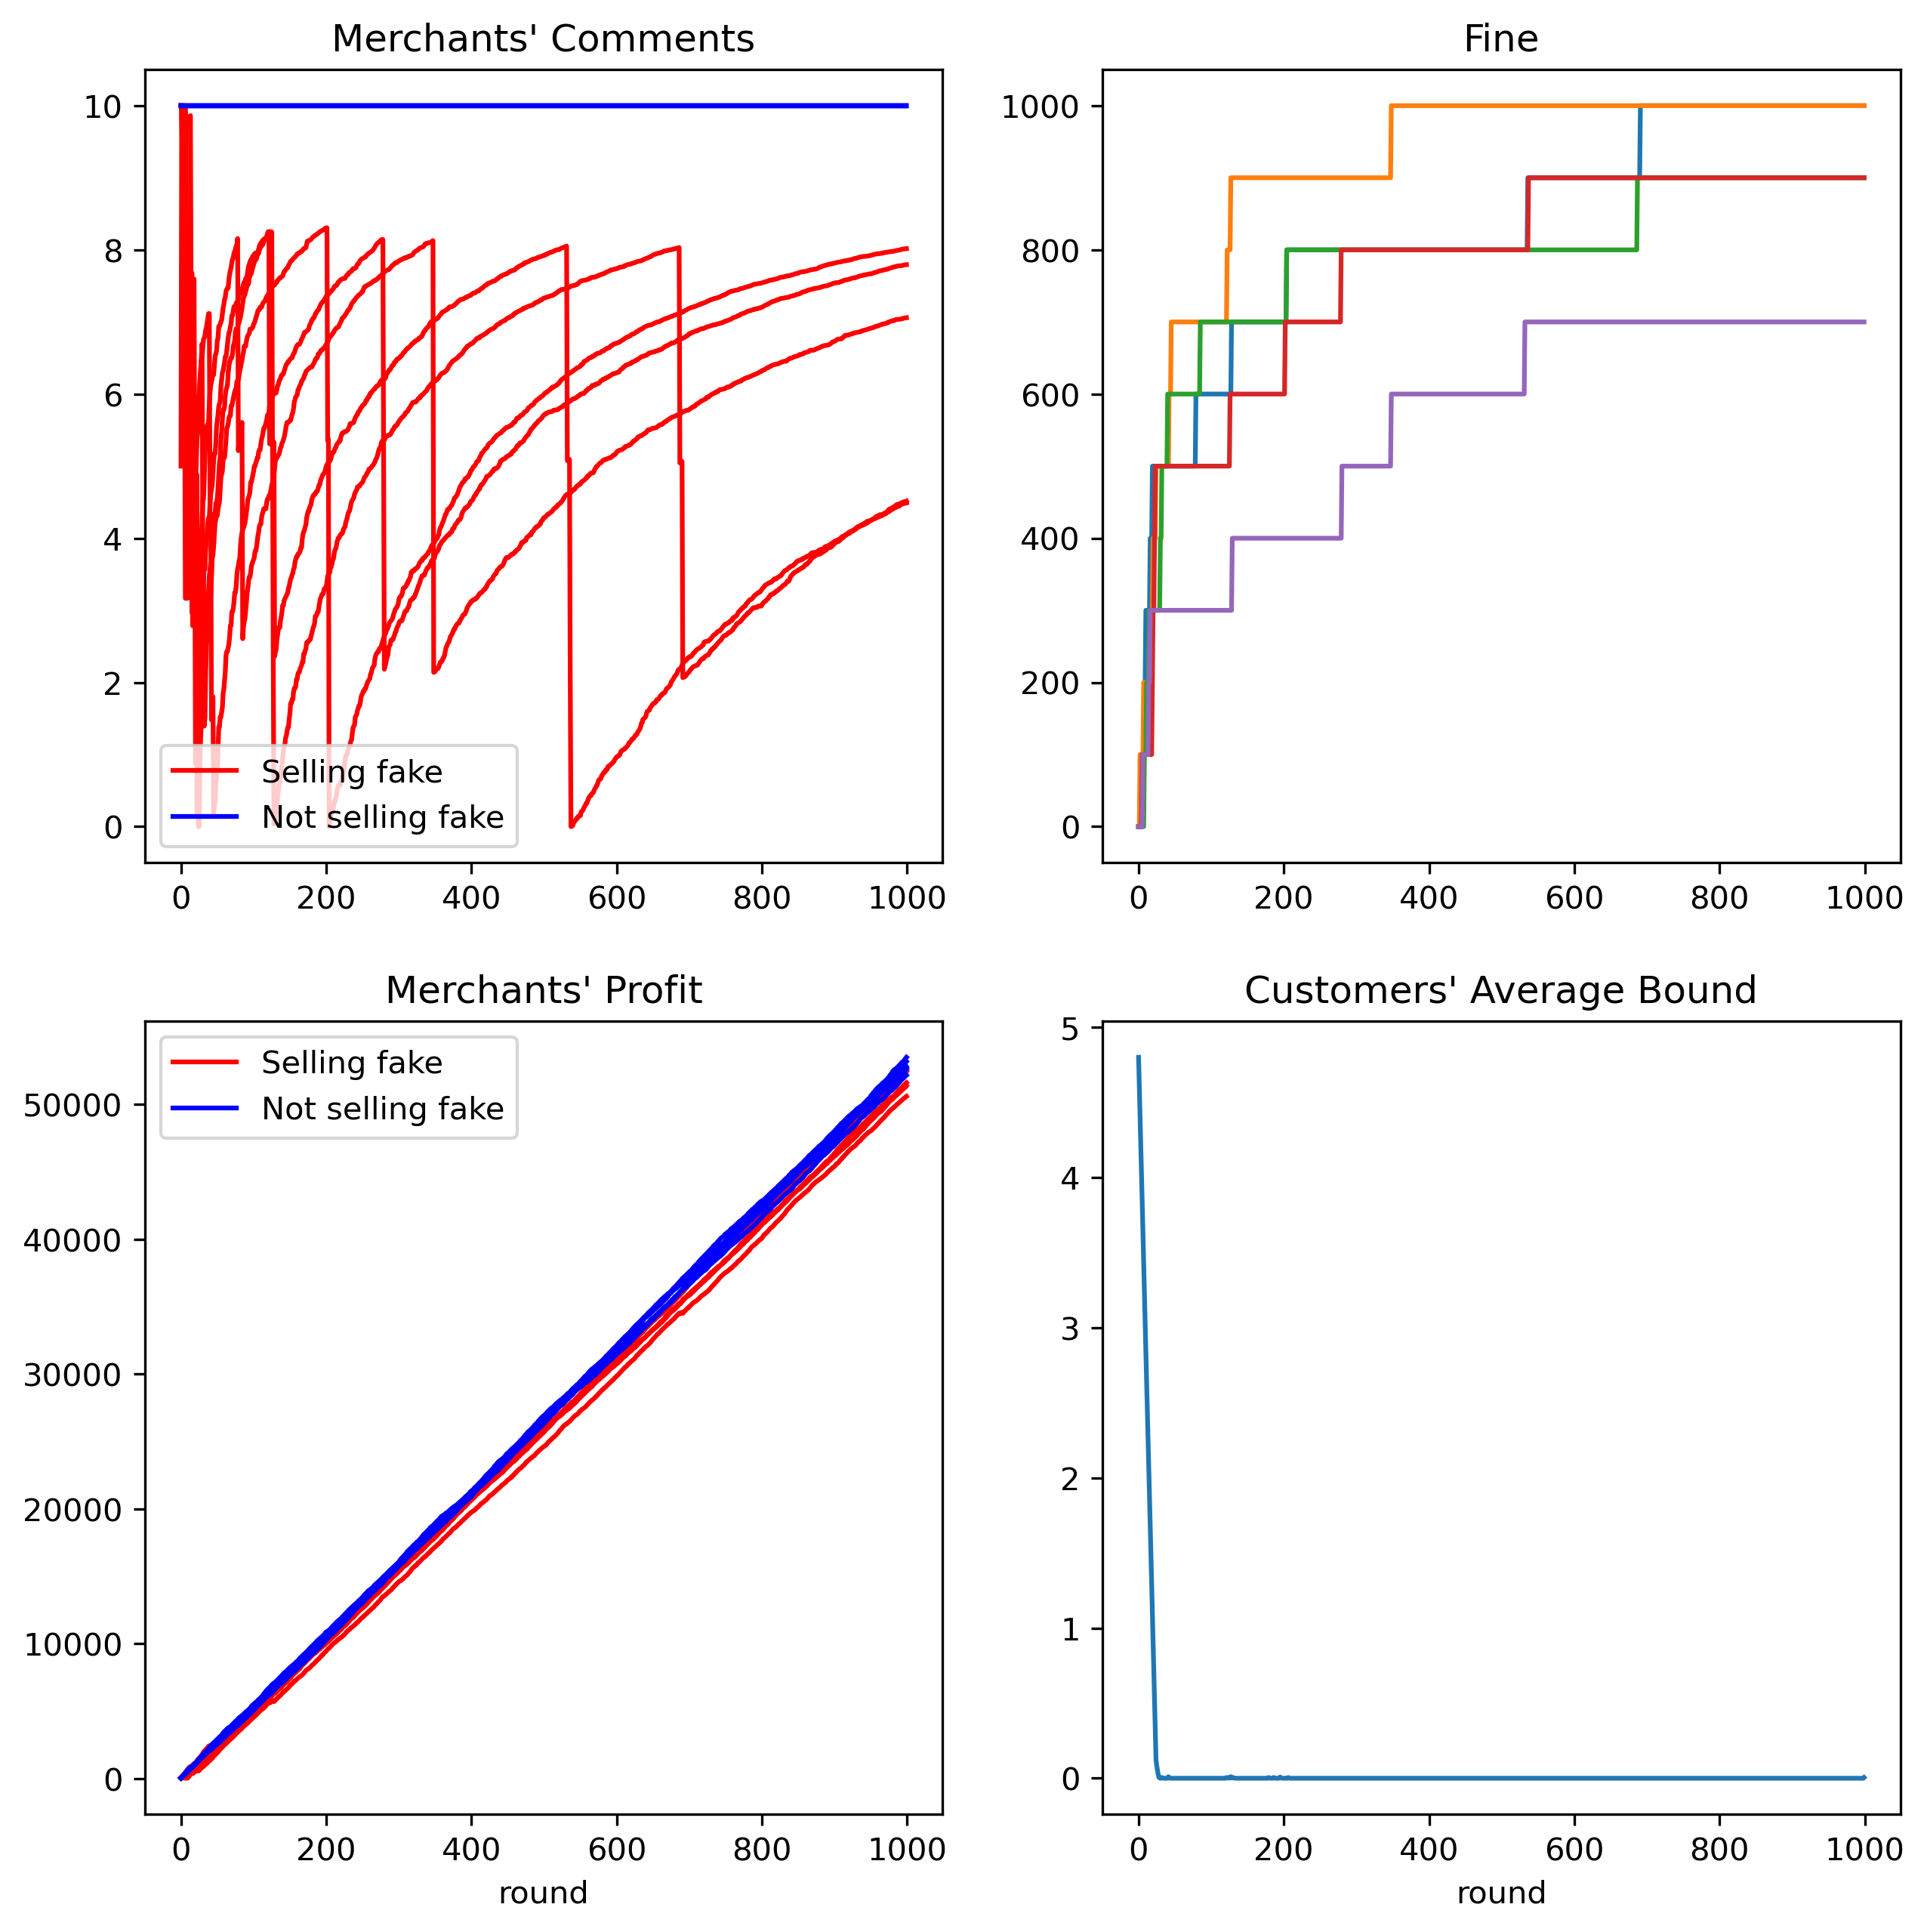 Merchants' Comments
10
8
6
4
2
0
Selling fake
Not selling fake
0 200 400 600 800 1000
Fine
1000
800
600
400
200
0
0 200 400 600 800 1000
Merchants' Profit
Selling fake
Not selling fake
50000
40000
30000
20000
10000
0
0 200 400 600 800 1000
round
Customers' Average Bound
5
4
3
2
1
0
0 200 400 600 800 1000
round